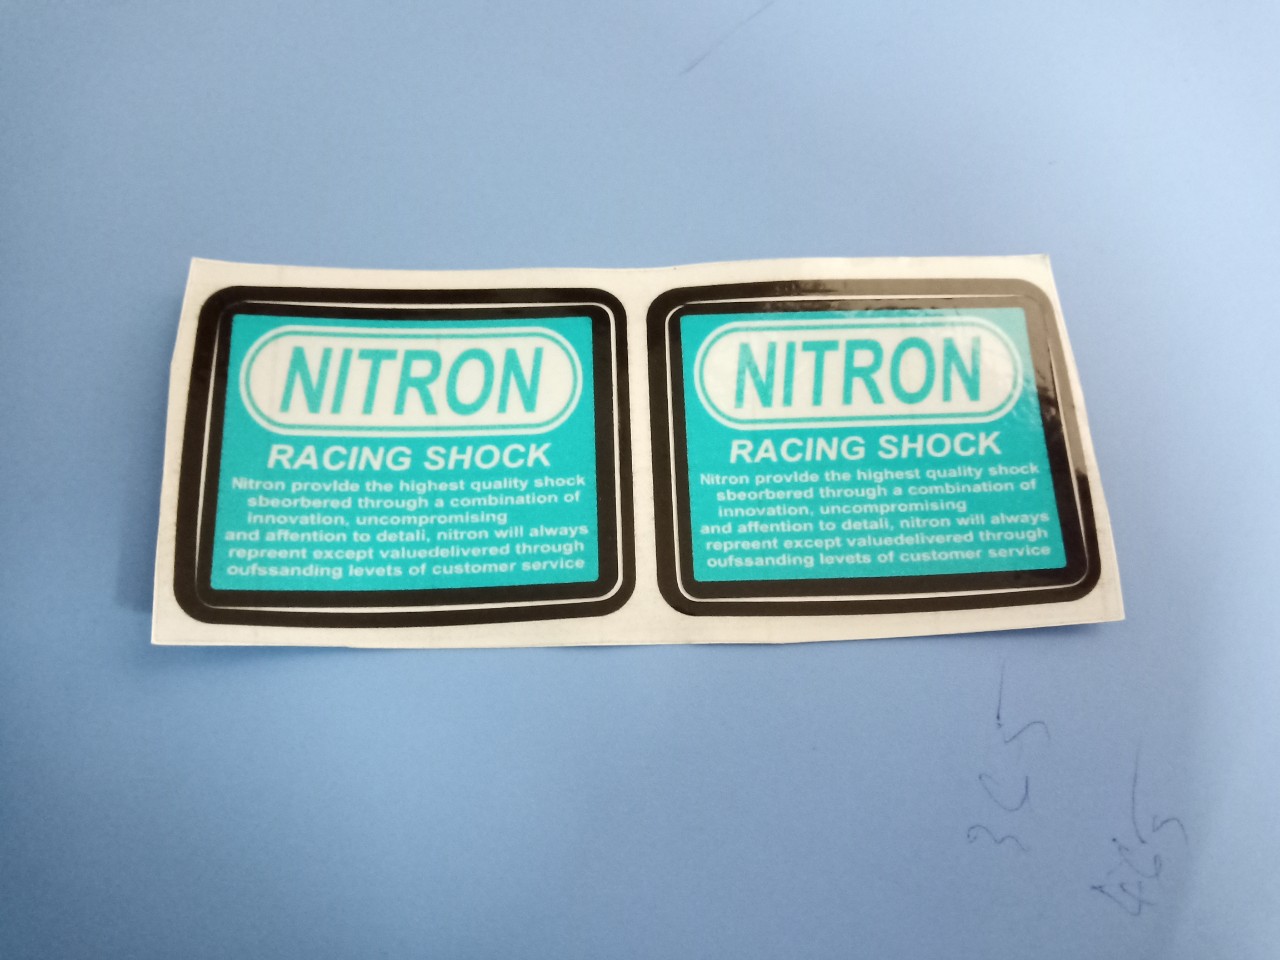 NITRON
RACING SHOCK
Nitron provIde the highest quality shock
sbeorbered through a combination of
innovation, uncompromising
and affention to detali, nitron will always
repreent except valuedelivered through
oufssanding levets of customer service
NITRON
RACING SHOCK
Nitron provIde the highest quality shock
sbeorbered through a combination of
innovation, uncompromising
and affention to detali, nitron will always
repreent except valuedelivered through
oufssanding levets of customer service